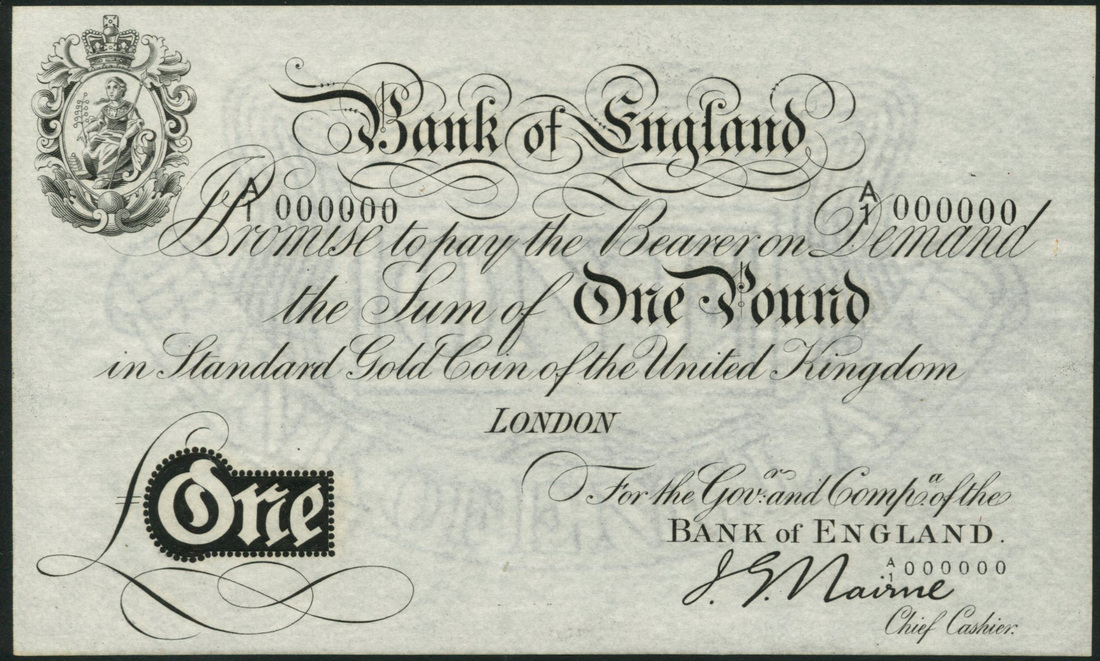 Bank of England
A/1 000000 A/1 000000
Promise to pay the Bearer on Demand
the Sum of One Pound
in Standard Gold Coin of the United Kingdom
LONDON
£ One
For the Gov.r and Comp.a of the
BANK of ENGLAND.
A/1 000000
J. G. Nairne
Chief Cashier.